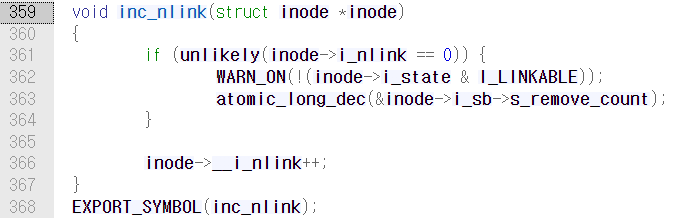 359 void inc_nlink(struct inode *inode)
360 {
361 if (unlikely(inode->i_nlink == 0)) {
362 WARN_ON(!(inode->i_state & I_LINKABLE));
363 atomic_long_dec(&inode->i_sb->s_remove_count);
364 }
365
366 inode->__i_nlink++;
367 }
368 EXPORT_SYMBOL(inc_nlink);